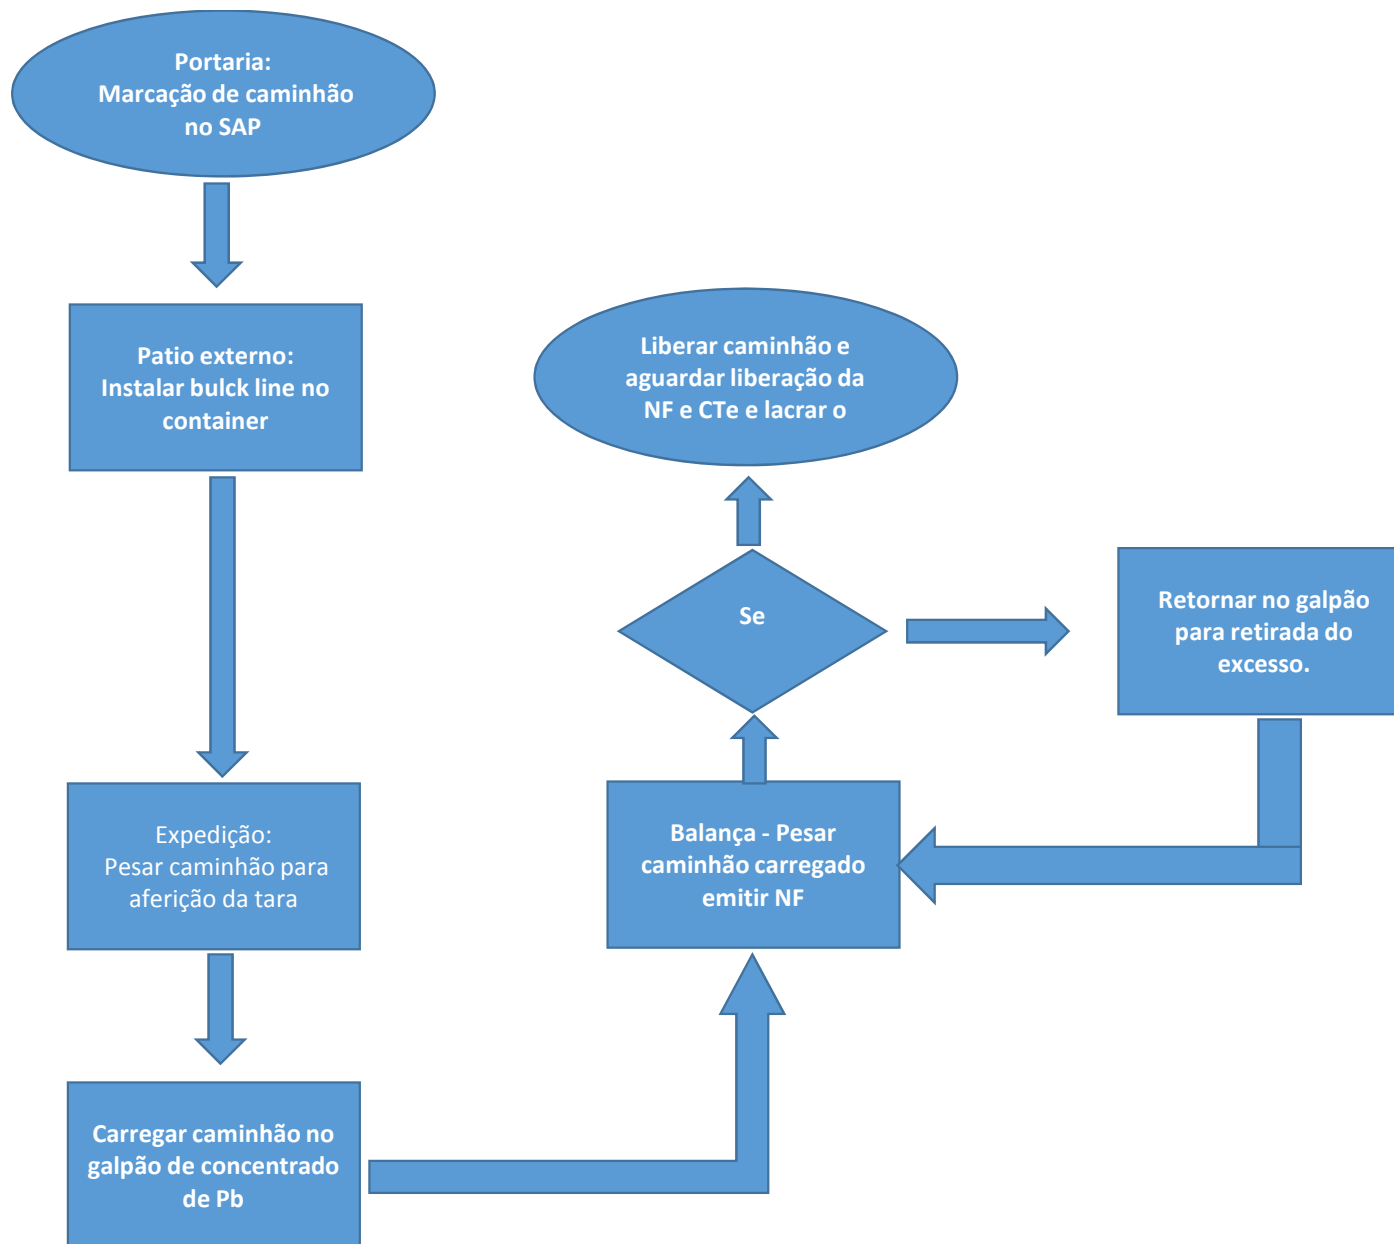 Portaria:
Marcação de caminhão
no SAP
Patio externo:
Instalar bulck line no
container
Expedição:
Pesar caminhão para
aferição da tara
Carregar caminhão no
galpão de concentrado
de Pb
Balança - Pesar
caminhão carregado
emitir NF
Se
Liberar caminhão e
aguardar liberação da
NF e CTe e lacrar o
Retornar no galpão
para retirada do
excesso.